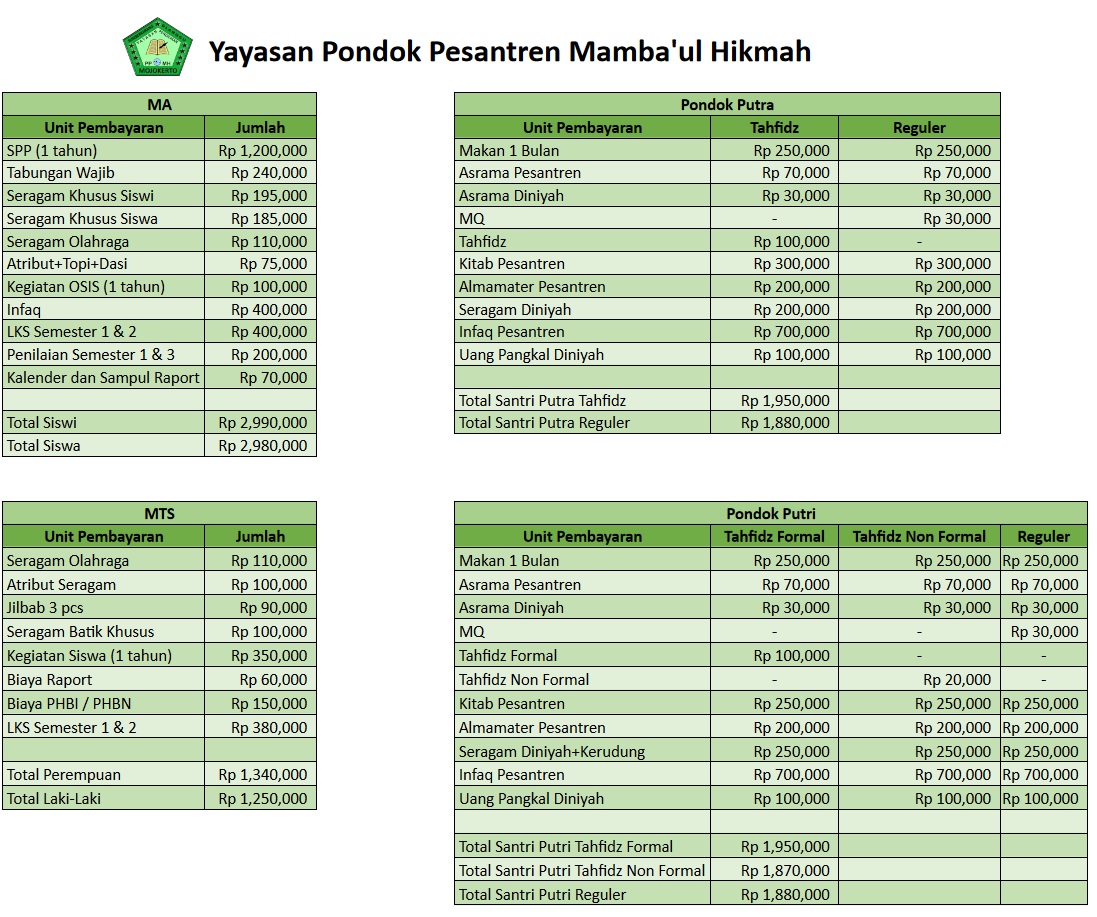 Yayasan Pondok Pesantren Mamba'ul Hikmah
PP MH
MOJOKERTO
MA
Unit Pembayaran Jumlah
SPP (1 tahun) Rp 1,200,000
Tabungan Wajib Rp 240,000
Seragam Khusus Siswi Rp 195,000
Seragam Khusus Siswa Rp 185,000
Seragam Olahraga Rp 110,000
Atribut+Topi+Dasi Rp 75,000
Kegiatan OSIS (1 tahun) Rp 100,000
Infaq Rp 400,000
LKS Semester 1 & 2 Rp 400,000
Penilaian Semester 1 & 3 Rp 200,000
Kalender dan Sampul Raport Rp 70,000
Total Siswi Rp 2,990,000
Total Siswa Rp 2,980,000
Pondok Putra
Unit Pembayaran Tahfidz Reguler
Makan 1 Bulan Rp 250,000 Rp 250,000
Asrama Pesantren Rp 70,000 Rp 70,000
Asrama Diniyah Rp 30,000 Rp 30,000
MQ - Rp 30,000
Tahfidz Rp 100,000 -
Kitab Pesantren Rp 300,000 Rp 300,000
Almamater Pesantren Rp 200,000 Rp 200,000
Seragam Diniyah Rp 200,000 Rp 200,000
Infaq Pesantren Rp 700,000 Rp 700,000
Uang Pangkal Diniyah Rp 100,000 Rp 100,000
Total Santri Putra Tahfidz Rp 1,950,000
Total Santri Putra Reguler Rp 1,880,000
MTS
Unit Pembayaran Jumlah
Seragam Olahraga Rp 110,000
Atribut Seragam Rp 100,000
Jilbab 3 pcs Rp 90,000
Seragam Batik Khusus Rp 100,000
Kegiatan Siswa (1 tahun) Rp 350,000
Biaya Raport Rp 60,000
Biaya PHBI / PHBN Rp 150,000
LKS Semester 1 & 2 Rp 380,000
Total Perempuan Rp 1,340,000
Total Laki-Laki Rp 1,250,000
Pondok Putri
Unit Pembayaran Tahfidz Formal Tahfidz Non Formal Reguler
Makan 1 Bulan Rp 250,000 Rp 250,000 Rp 250,000
Asrama Pesantren Rp 70,000 Rp 70,000 Rp 70,000
Asrama Diniyah Rp 30,000 Rp 30,000 Rp 30,000
MQ - - Rp 30,000
Tahfidz Formal Rp 100,000 - -
Tahfidz Non Formal - Rp 20,000 -
Kitab Pesantren Rp 250,000 Rp 250,000 Rp 250,000
Almamater Pesantren Rp 200,000 Rp 200,000 Rp 200,000
Seragam Diniyah+Kerudung Rp 250,000 Rp 250,000 Rp 250,000
Infaq Pesantren Rp 700,000 Rp 700,000 Rp 700,000
Uang Pangkal Diniyah Rp 100,000 Rp 100,000 Rp 100,000
Total Santri Putri Tahfidz Formal Rp 1,950,000
Total Santri Putri Tahfidz Non Formal Rp 1,870,000
Total Santri Putri Reguler Rp 1,880,000